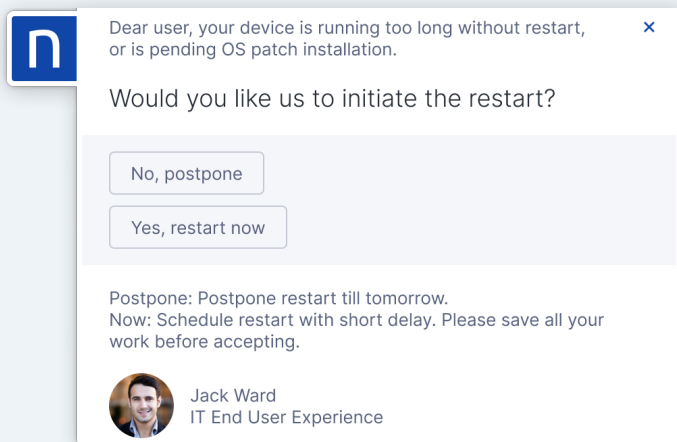 n
Dear user, your device is running too long without restart,
or is pending OS patch installation.
Would you like us to initiate the restart?
No, postpone
Yes, restart now
Postpone: Postpone restart till tomorrow.
Now: Schedule restart with short delay. Please save all your
work before accepting.
Jack Ward
IT End User Experience